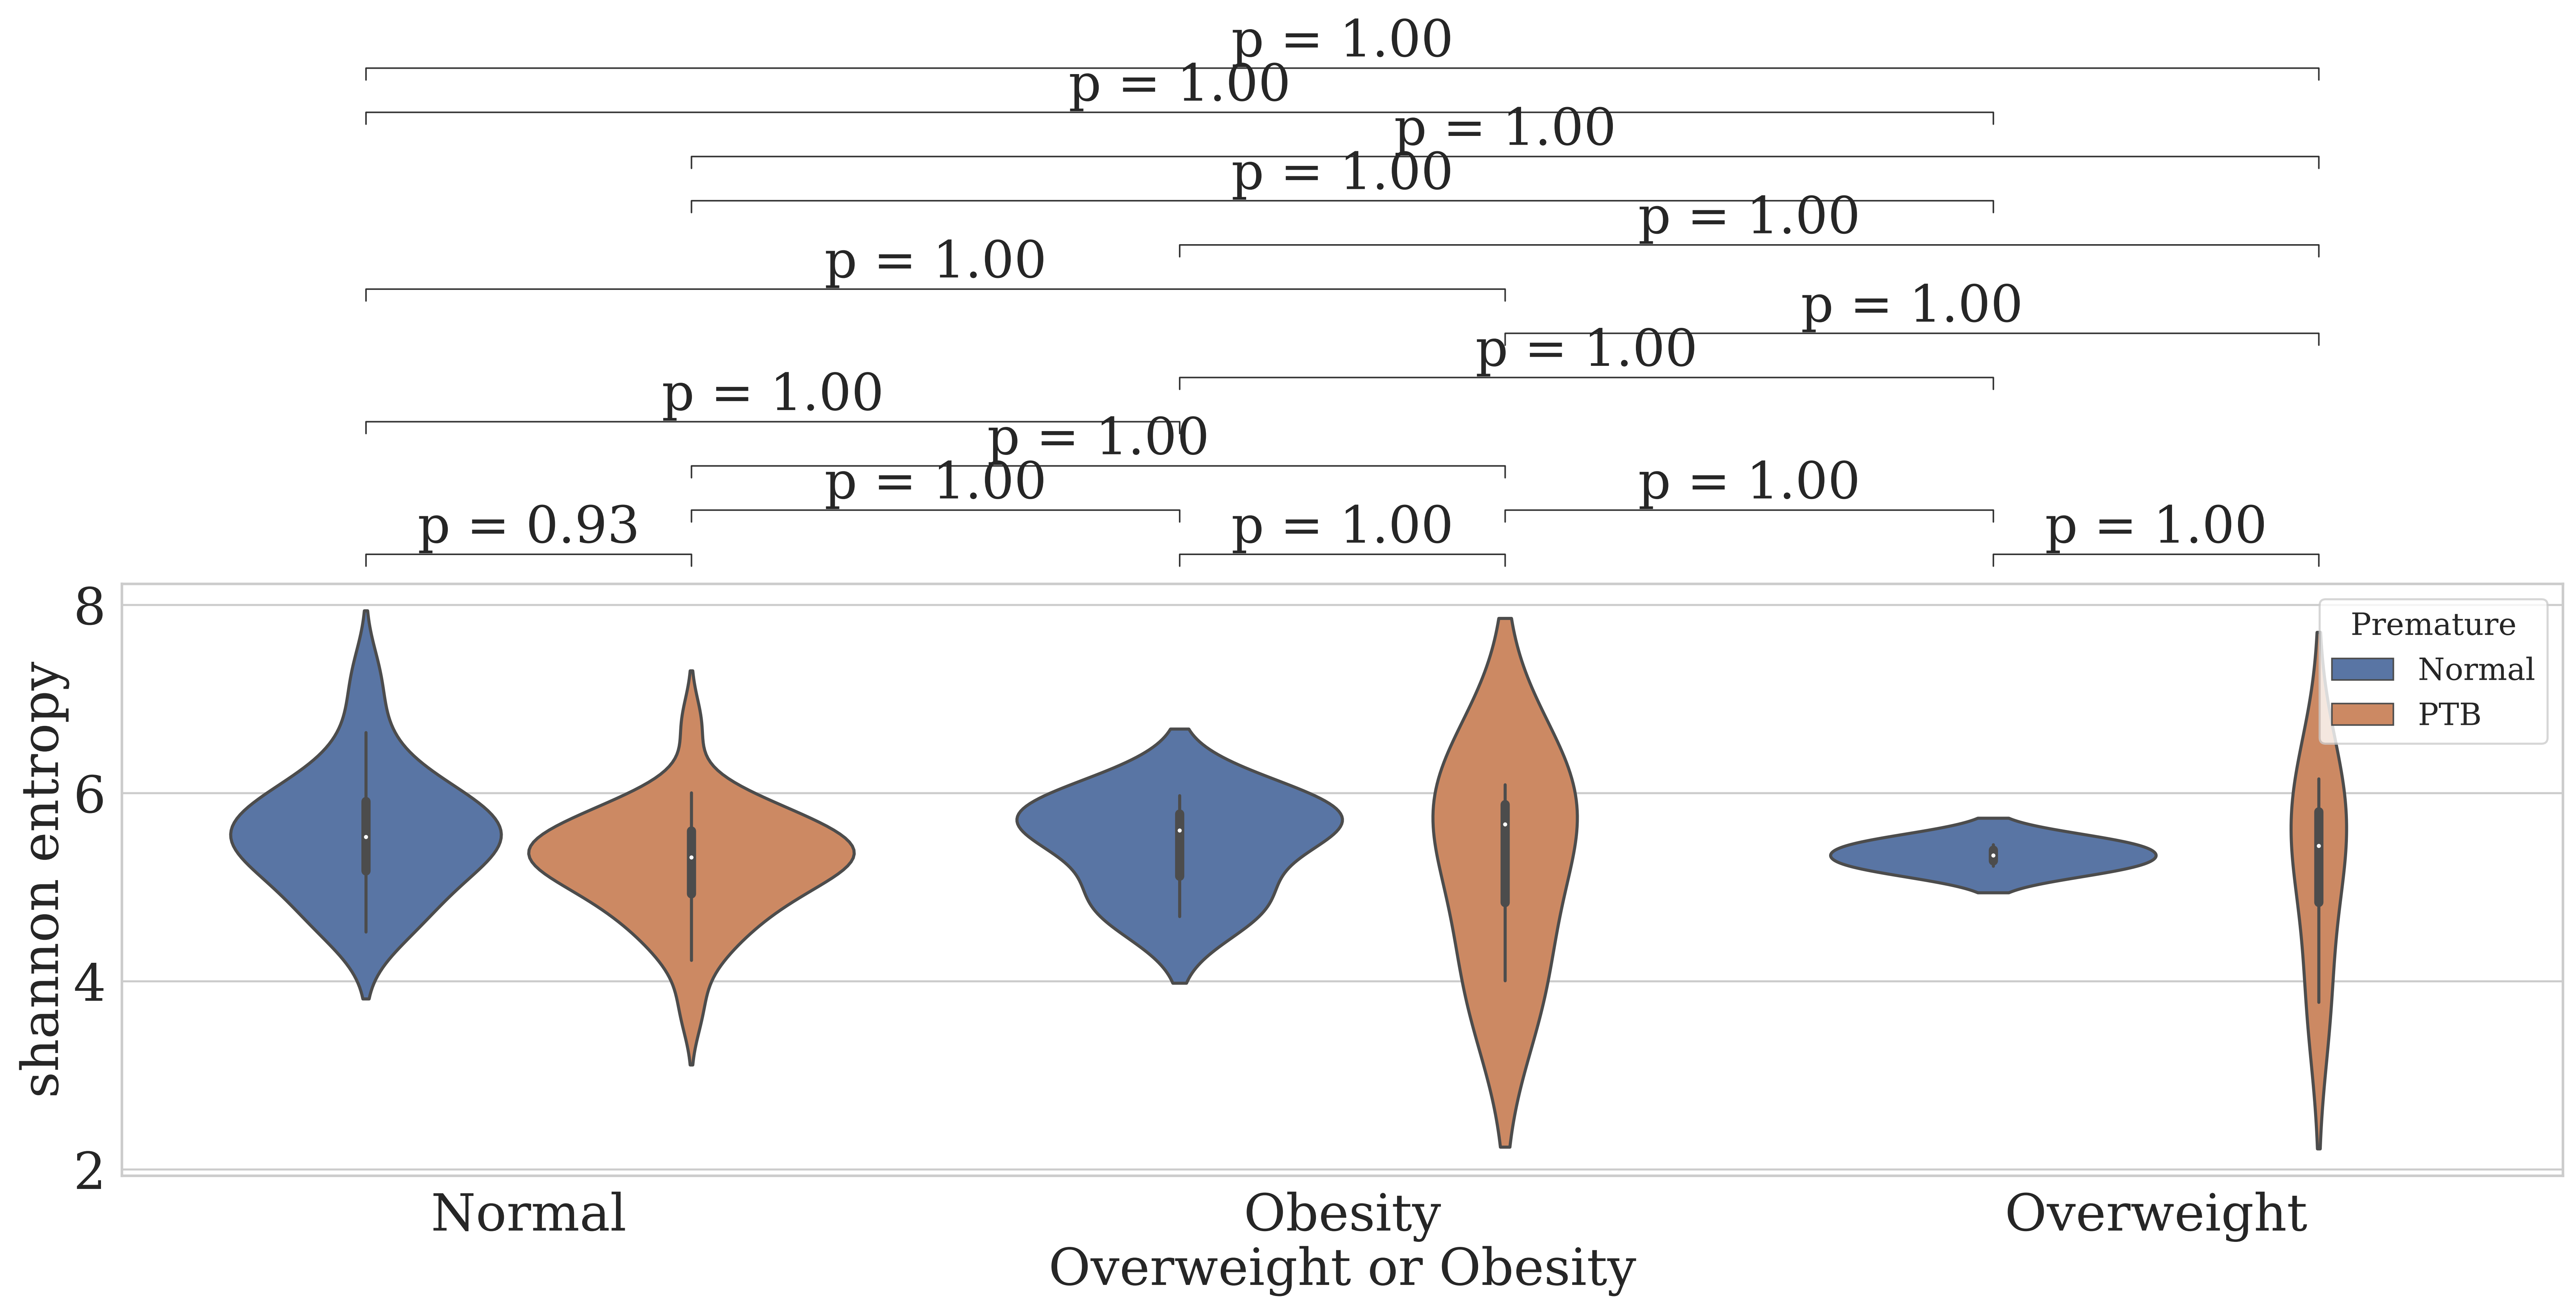 p = 1.00
p = 1.00
p = 1.00
p = 1.00
p = 1.00
p = 1.00
p = 1.00
p = 1.00
p = 1.00
p = 1.00
p = 1.00
p = 1.00
p = 0.93
p = 1.00
p = 1.00
8
6
4
2
shannon entropy
Premature
Normal
PTB
Normal
Obesity
Overweight
Overweight or Obesity